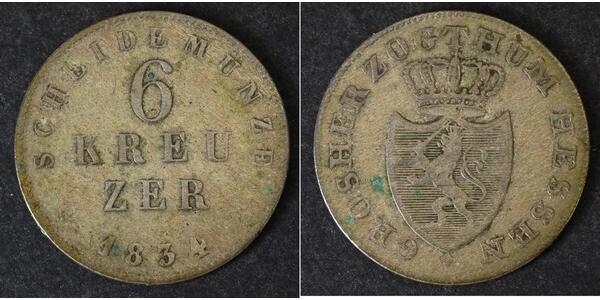 SCHEIDEMÜNZE
6
KREU
ZER
1834
GROSHERZOGTHUM HESSEN